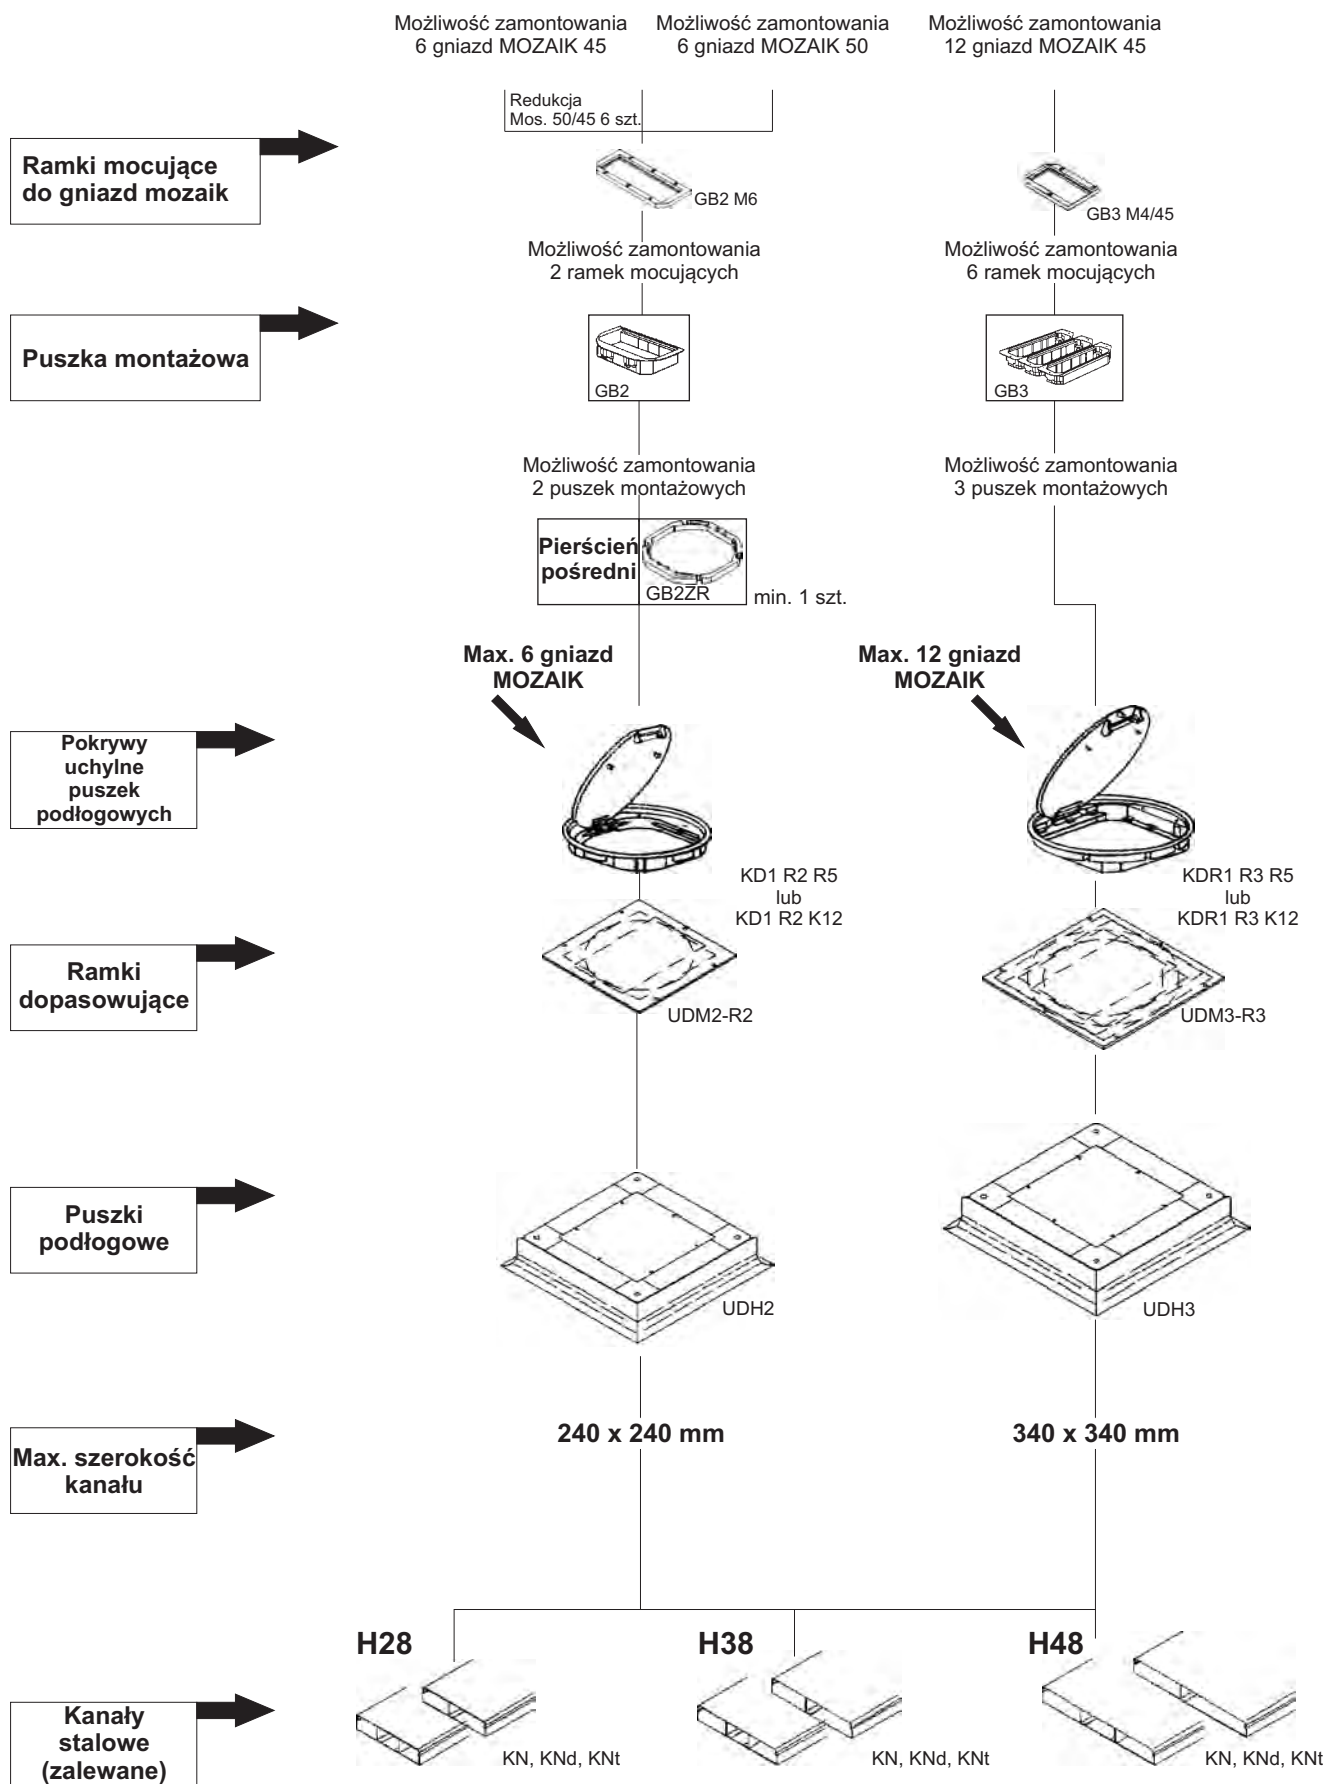 Możliwość zamontowania
6 gniazd MOZAIK 45
Możliwość zamontowania
6 gniazd MOZAIK 50
Możliwość zamontowania
12 gniazd MOZAIK 45
Redukcja
Mos. 50/45 6 szt.
Ramki mocujące
do gniazd mozaik
GB2 M6
GB3 M4/45
Możliwość zamontowania
2 ramek mocujących
Możliwość zamontowania
6 ramek mocujących
Puszka montażowa
GB2
GB3
Możliwość zamontowania
2 puszek montażowych
Możliwość zamontowania
3 puszek montażowych
Pierścień
pośredni
GB2ZR
min. 1 szt.
Max. 6 gniazd
MOZAIK
Max. 12 gniazd
MOZAIK
Pokrywy
uchylne
puszek
podłogowych
KD1 R2 R5
lub
KD1 R2 K12
KDR1 R3 R5
lub
KDR1 R3 K12
Ramki
dopasowujące
UDM2-R2
UDM3-R3
Puszki
podłogowe
UDH2
UDH3
Max. szerokość
kanału
240 x 240 mm
340 x 340 mm
H28
H38
H48
Kanały
stalowe
(zalewane)
KN, KNd, KNt
KN, KNd, KNt
KN, KNd, KNt